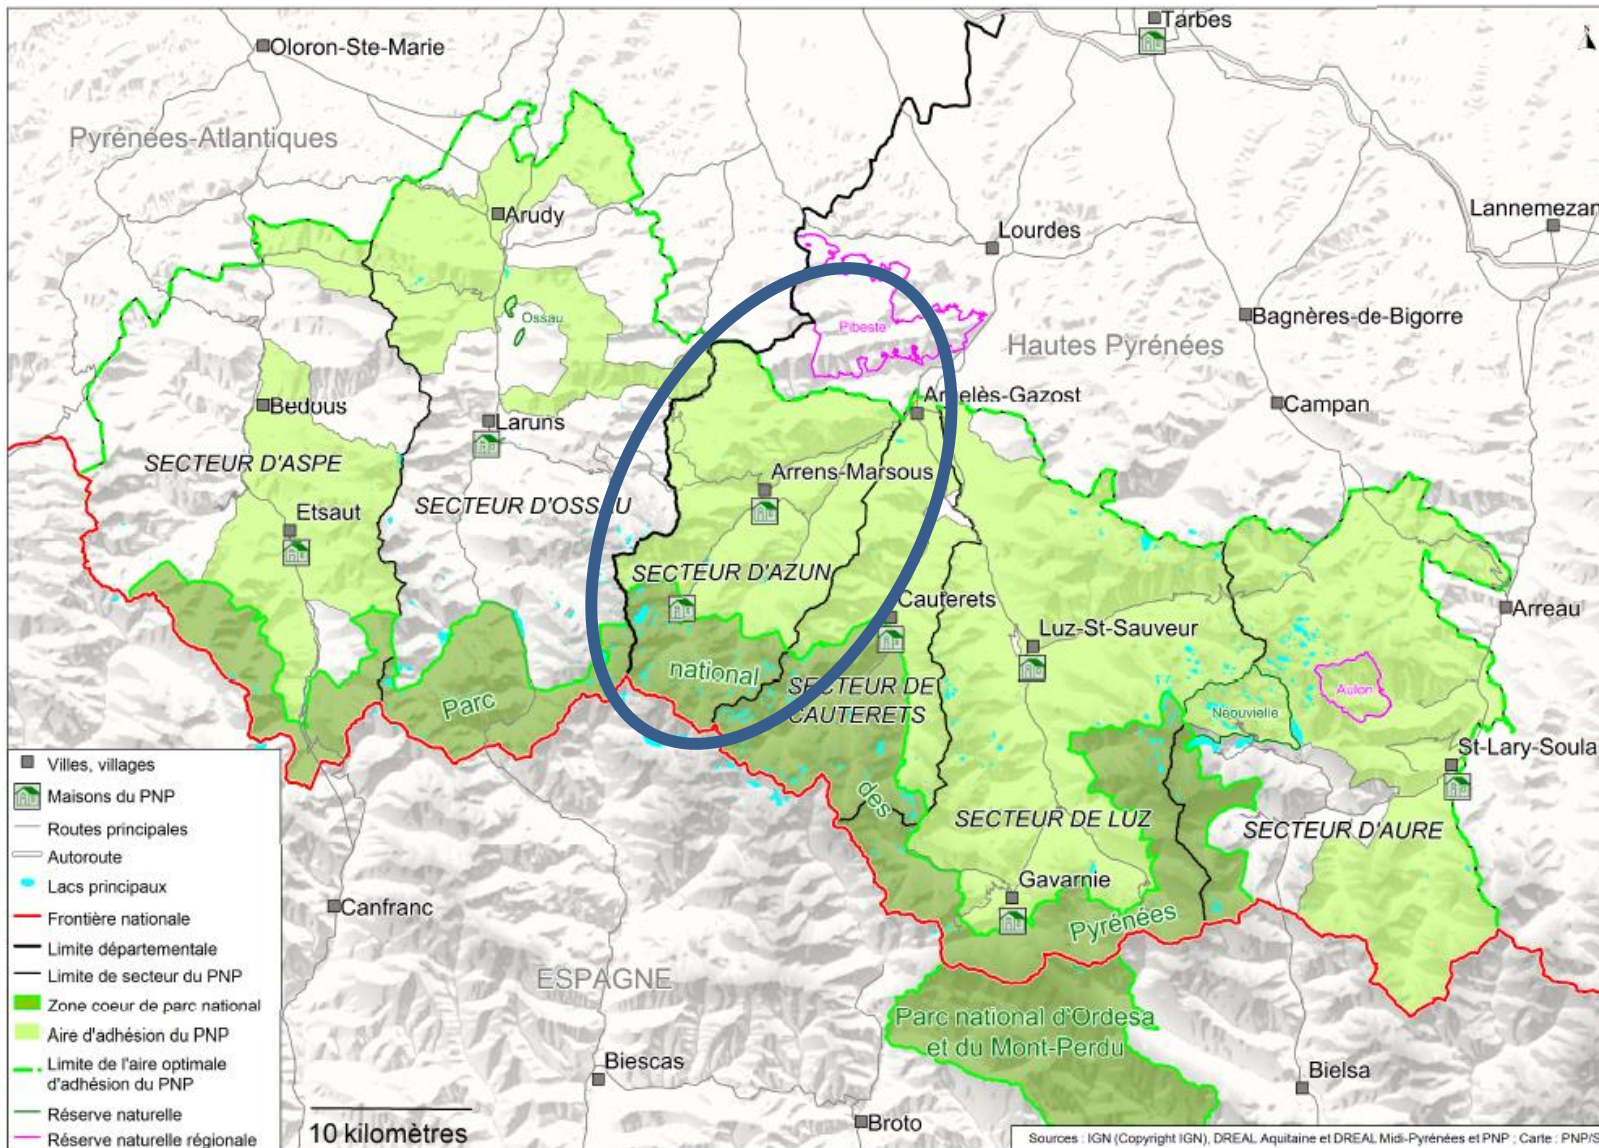 Tarbes
Oloron-Ste-Marie
Pyrénées-Atlantiques
Arudy
Lourdes
Lannemezan
Ossau
Pibeste
Bagnères-de-Bigorre
Hautes Pyrénées
Argelès-Gazost
Bedous
Laruns
Campan
SECTEUR D'ASPE
SECTEUR D'OSSAU
Arrens-Marsous
Etsaut
SECTEUR D'AZUN
Cauterets
Arreau
Luz-St-Sauveur
Parc
national
SECTEUR DE
CAUTERETS
Aulon
Néouvielle
St-Lary-Soula
des
SECTEUR DE LUZ
SECTEUR D'AURE
Gavarnie
Pyrénées
Canfranc
ESPAGNE
Parc national d'Ordesa
et du Mont-Perdu
Biescas
Bielsa
Broto
Villes, villages
Maisons du PNP
Routes principales
Autoroute
Lacs principaux
Frontière nationale
Limite départementale
Limite de secteur du PNP
Zone coeur de parc national
Aire d'adhésion du PNP
Limite de l'aire optimale
d'adhésion du PNP
Réserve naturelle
Réserve naturelle régionale
10 kilomètres
Sources : IGN (Copyright IGN), DREAL Aquitaine et DREAL Midi-Pyrénées et PNP ; Carte : PNP/S